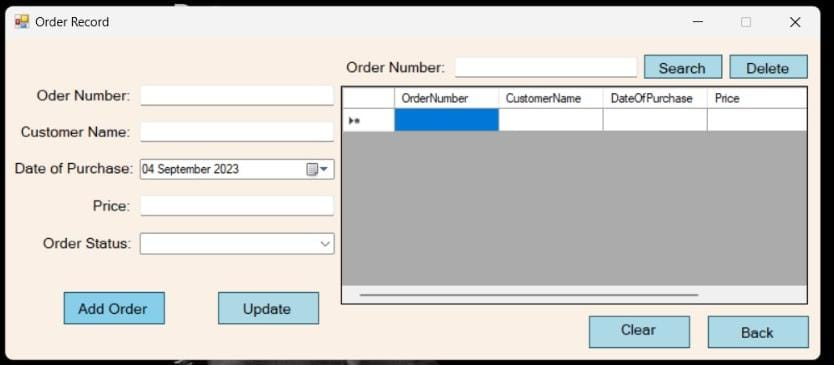 Order Record
Order Number:
Search
Delete
Oder Number:
Customer Name:
Date of Purchase: 04 September 2023
Price:
Order Status:
Add Order
Update
OrderNumber CustomerName DateOfPurchase Price
Clear
Back